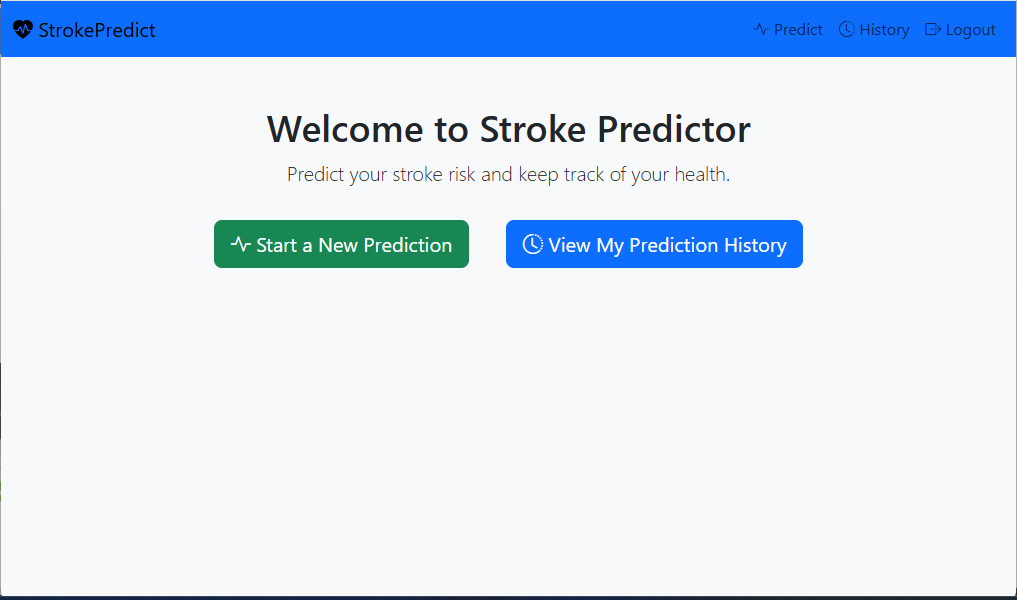 StrokePredict
Predict History Logout
Welcome to Stroke Predictor
Predict your stroke risk and keep track of your health.
Start a New Prediction
View My Prediction History